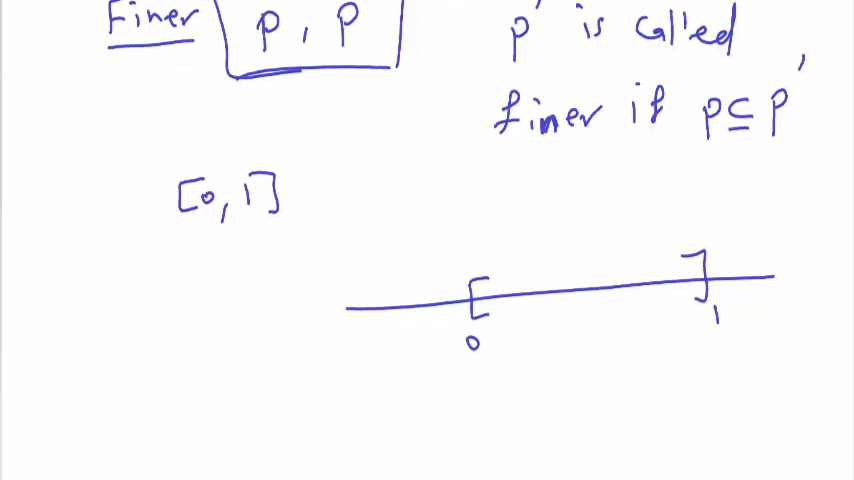 Finer p, p p' is called
finer if p ⊆ p'
[0, 1]
[ ]
0 1